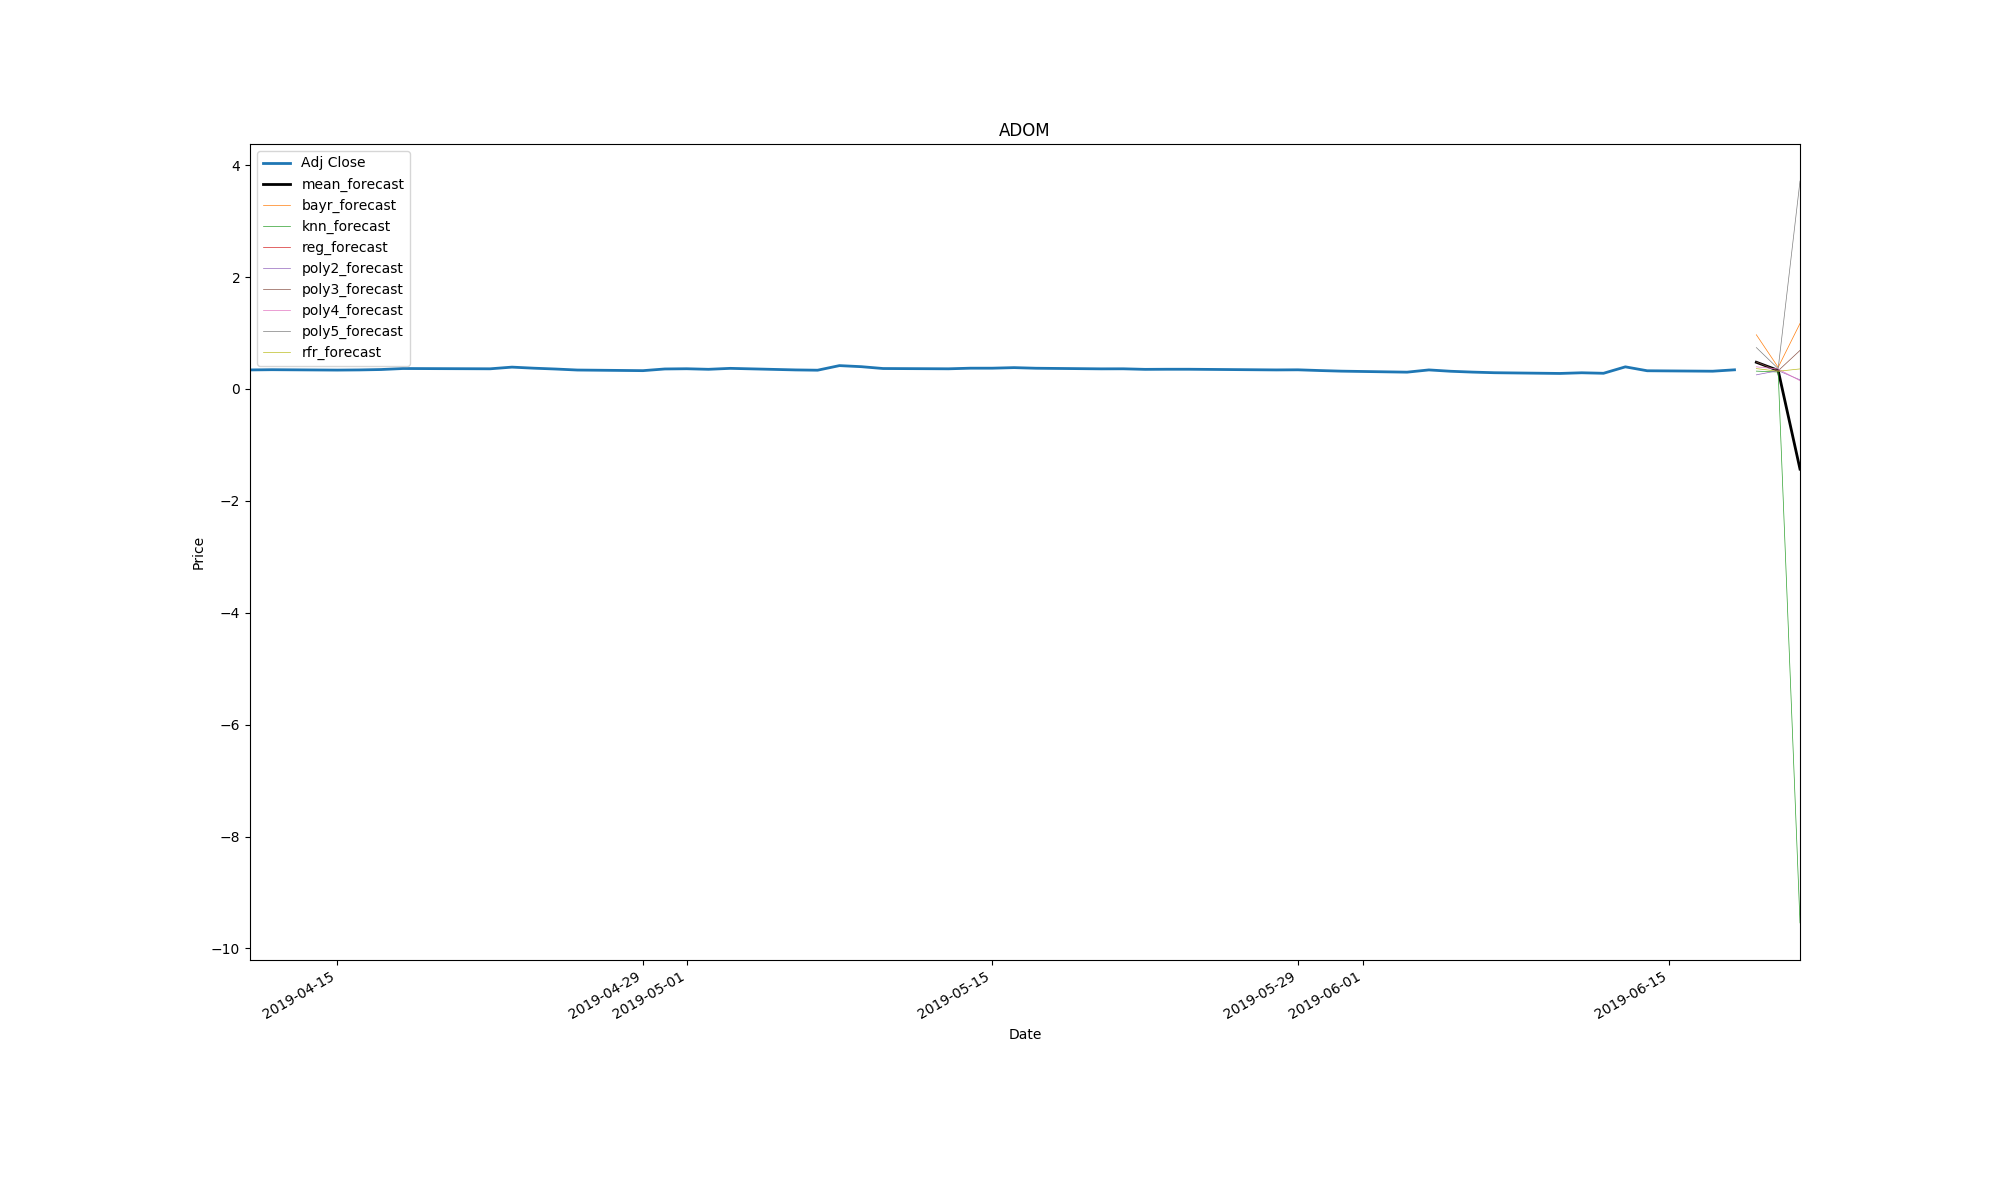 ADOM
Adj Close
mean_forecast
bayr_forecast
knn_forecast
reg_forecast
poly2_forecast
poly3_forecast
poly4_forecast
poly5_forecast
rfr_forecast
4
2
0
−2
−4
−6
−8
−10
Price
2019-04-15
2019-04-29
2019-05-01
2019-05-15
2019-05-29
2019-06-01
2019-06-15
Date